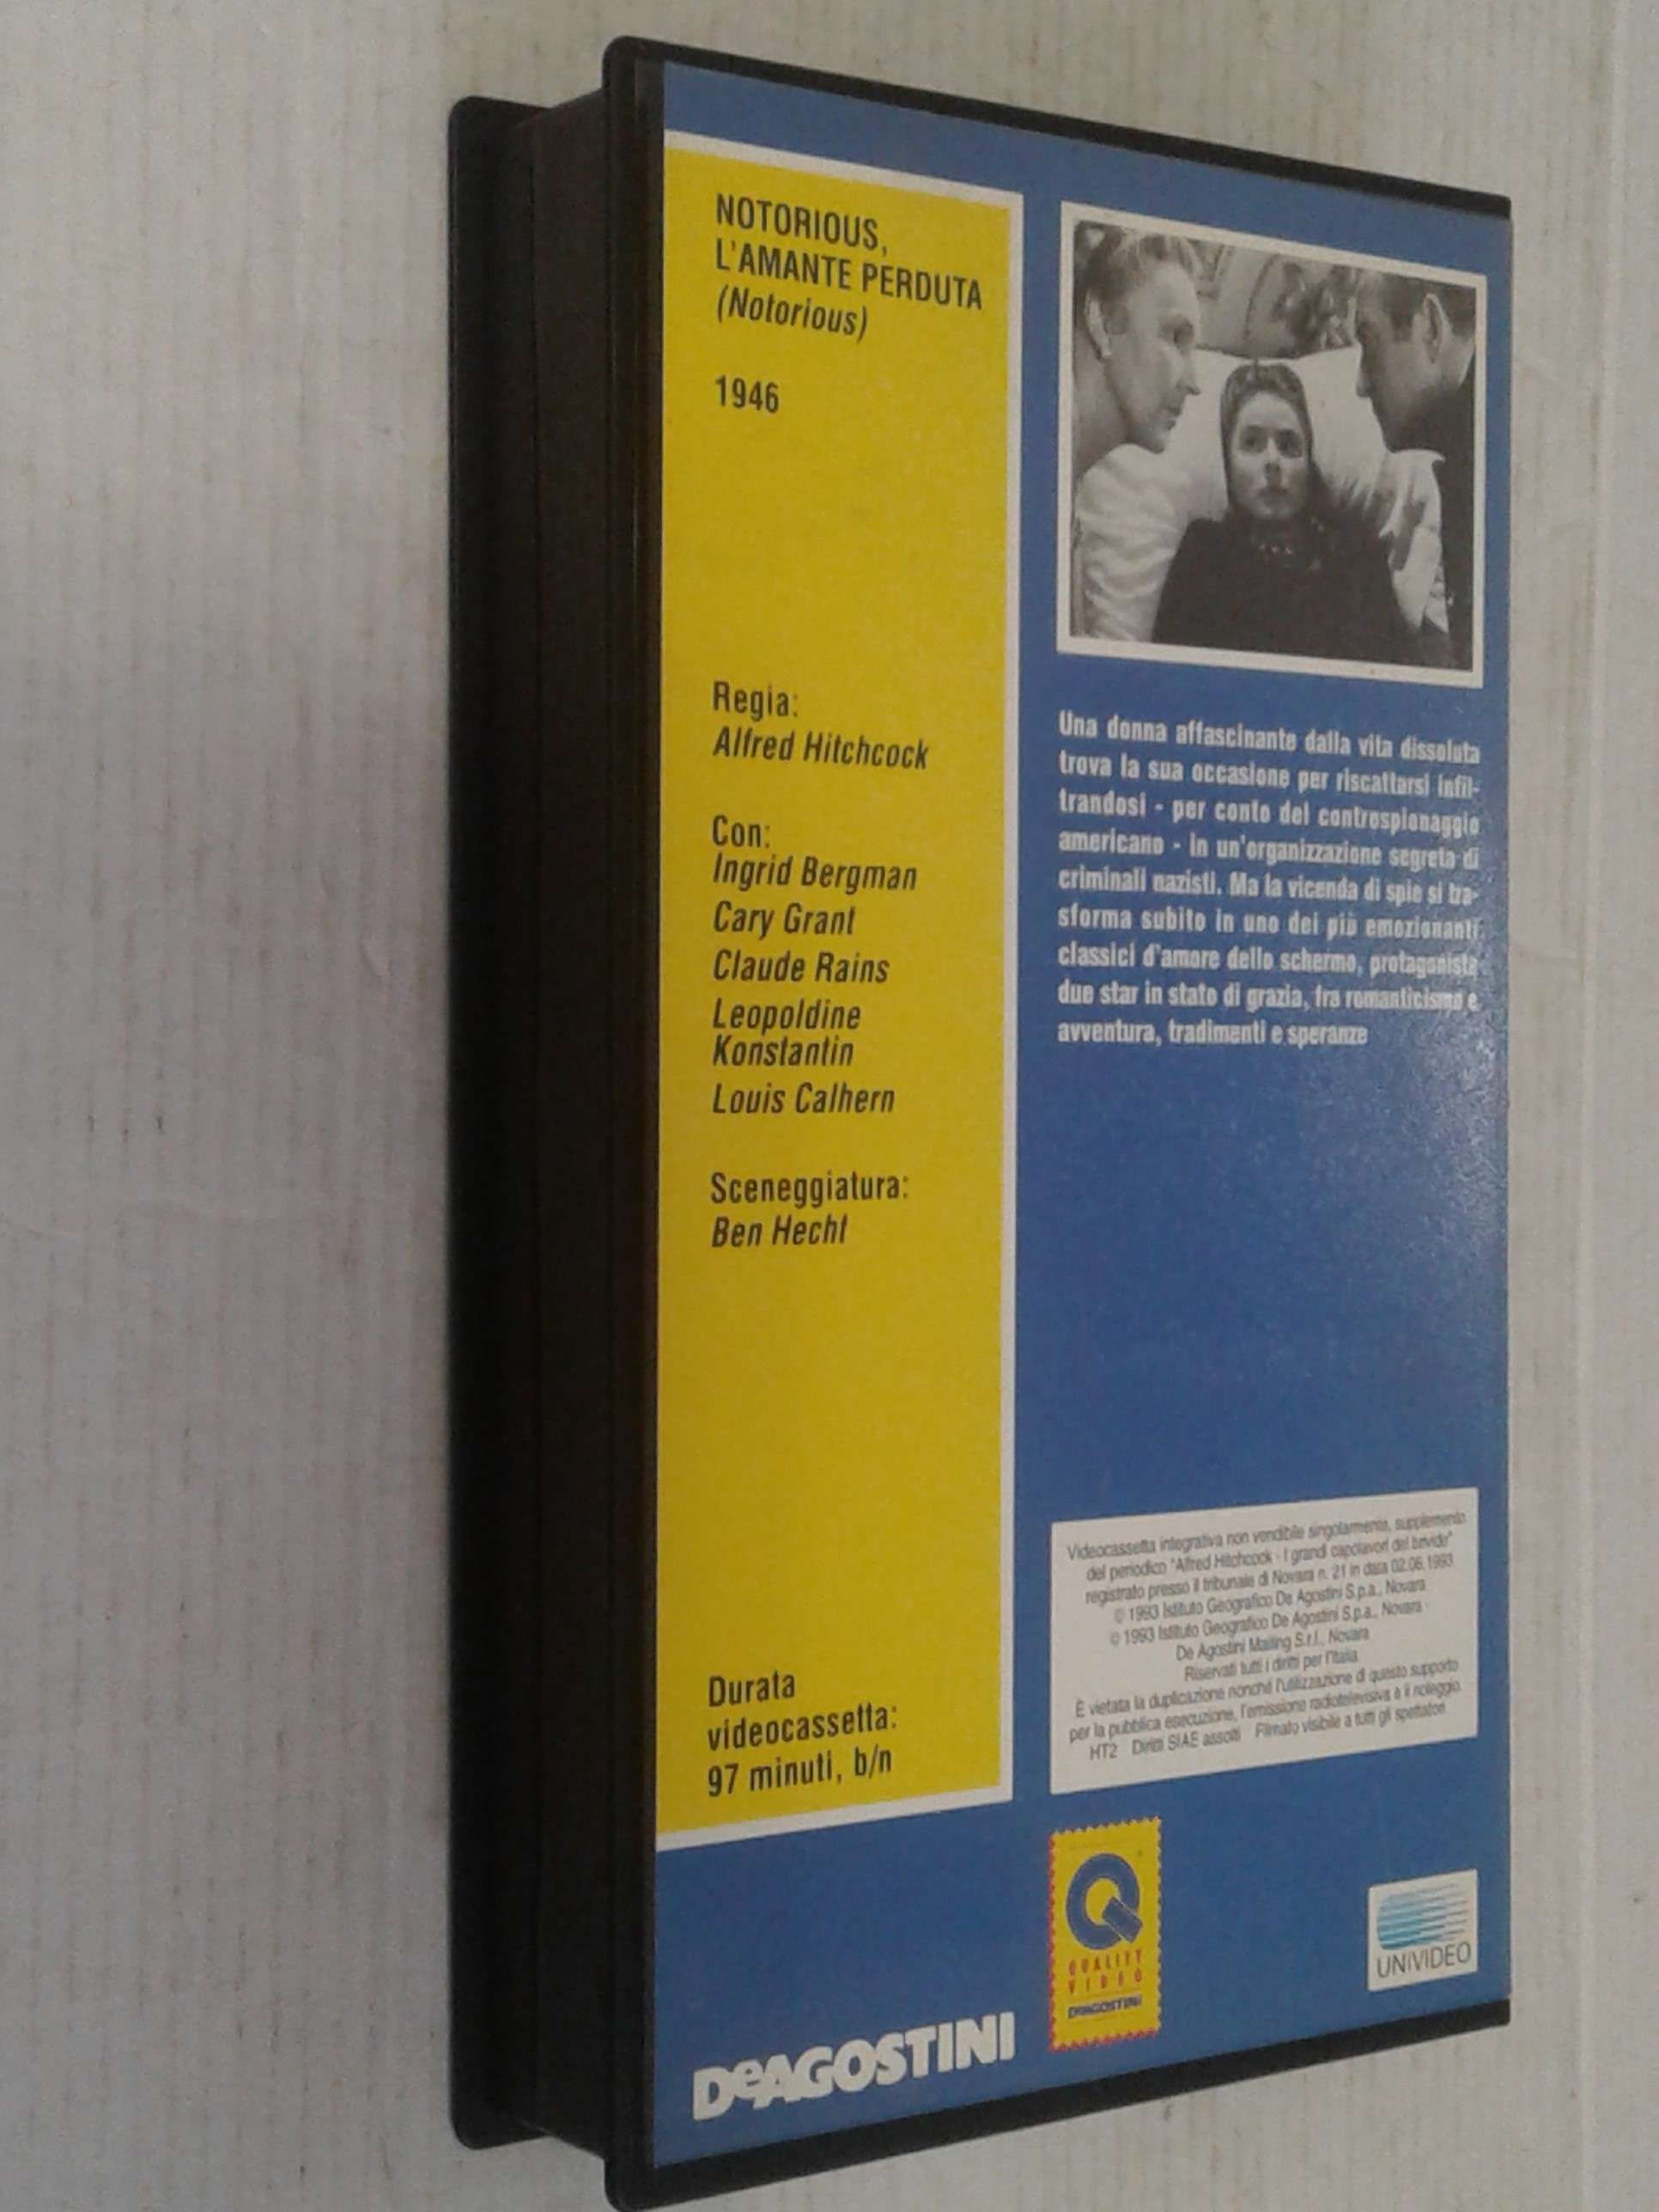 NOTORIOUS,
L'AMANTE PERDUTA
(Notorious)
1946
Regia:
Alfred Hitchcock
Con:
Ingrid Bergman
Cary Grant
Claude Rains
Leopoldine
Konstantin
Louis Calhern
Sceneggiatura:
Ben Hecht
Durata
videocassetta:
97 minuti, b/n
DeAGOSTINI
Una donna affascinante dalla vita dissoluta
trova la sua occasione per riscattarsi infil-
trandosi - per conto del controspionaggio
americano - in un'organizzazione segreta di
criminali nazisti. Ma la vicenda di spie si tra-
sforma subito in uno dei più emozionanti
classici d'amore dello schermo, protagonista
due star in stato di grazia, fra romanticismo e
avventura, tradimenti e speranze
Videocassetta integrativa non vendibile singolarmente, supplemento
del periodico "Alfred Hitchcock - I grandi capolavori del brivido"
registrato presso il tribunale di Novara n. 21 in data 02.06.1993
© 1993 Istituto Geografico De Agostini S.p.a., Novara
© 1993 Istituto Geografico De Agostini S.p.a., Novara -
De Agostini Mailing S.r.l., Novara
Riservati tutti i diritti per l'Italia
È vietata la duplicazione nonché l'utilizzazione di questo supporto
per la pubblica esecuzione, l'emissione radiotelevisiva e il noleggio.
HT2 Diritti SIAE assolti Filmato visibile a tutti gli spettatori
QUALITY
VIDEO
DeAGOSTINI
UNIVIDEO